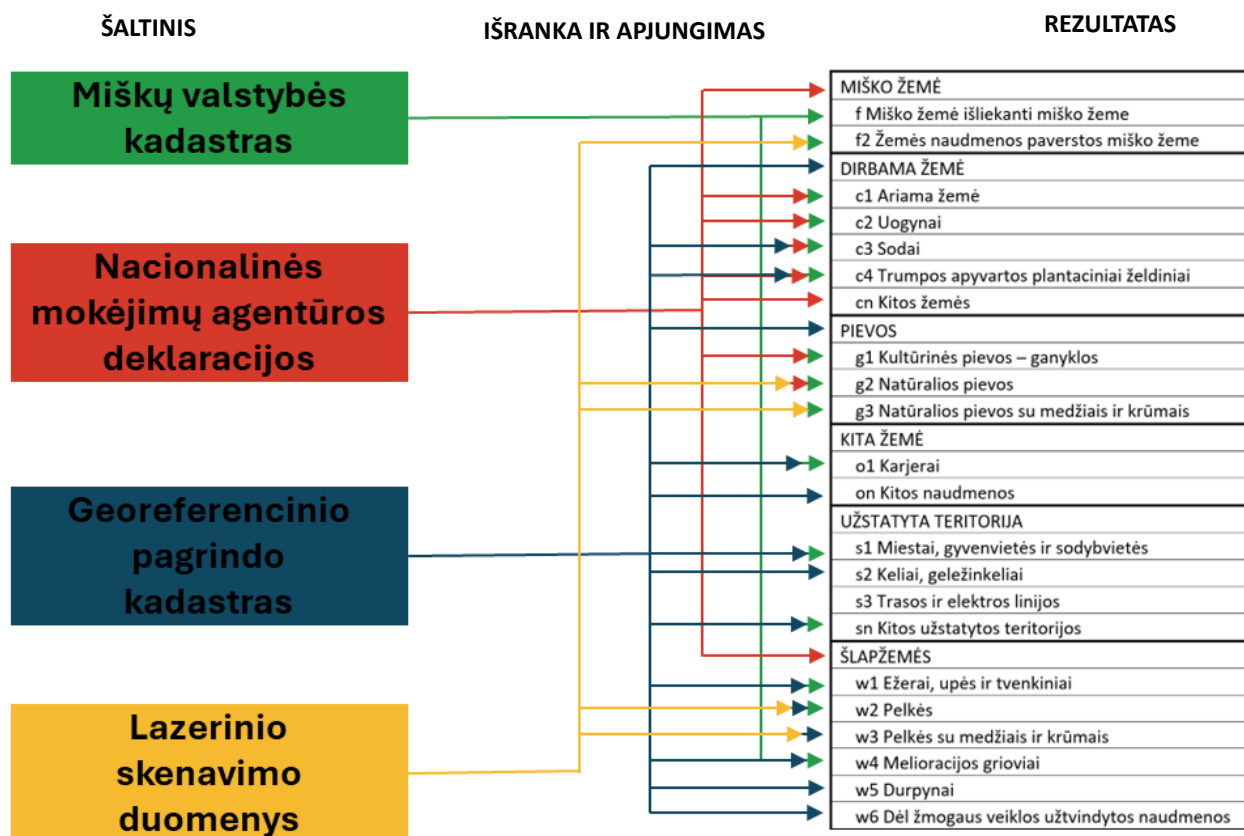 ŠALTINIS
IŠRANKA IR APJUNGIMAS
REZULTATAS
Miškų valstybės
kadastras
Nacionalinės
mokėjimų agentūros
deklaracijos
Georeferencinio
pagrindo
kadastras
Lazerinio
skenavimo
duomenys
MIŠKO ŽEMĖ
f Miško žemė išliekanti miško žeme
f2 Žemės naudmenos paverstos miško žeme
DIRBAMA ŽEMĖ
c1 Ariama žemė
c2 Uogynai
c3 Sodai
c4 Trumpos apyvartos plantaciniai želdiniai
cn Kitos žemės
PIEVOS
g1 Kultūrinės pievos – ganyklos
g2 Natūralios pievos
g3 Natūralios pievos su medžiais ir krūmais
KITA ŽEMĖ
o1 Karjerai
on Kitos naudmenos
UŽSTATYTA TERITORIJA
s1 Miestai, gyvenvietės ir sodybvietės
s2 Keliai, geležinkeliai
s3 Trasos ir elektros linijos
sn Kitos užstatytos teritorijos
ŠLAPŽEMĖS
w1 Ežerai, upės ir tvenkiniai
w2 Pelkės
w3 Pelkės su medžiais ir krūmais
w4 Melioracijos grioviai
w5 Durpynai
w6 Dėl žmogaus veiklos užtvindytos naudmenos